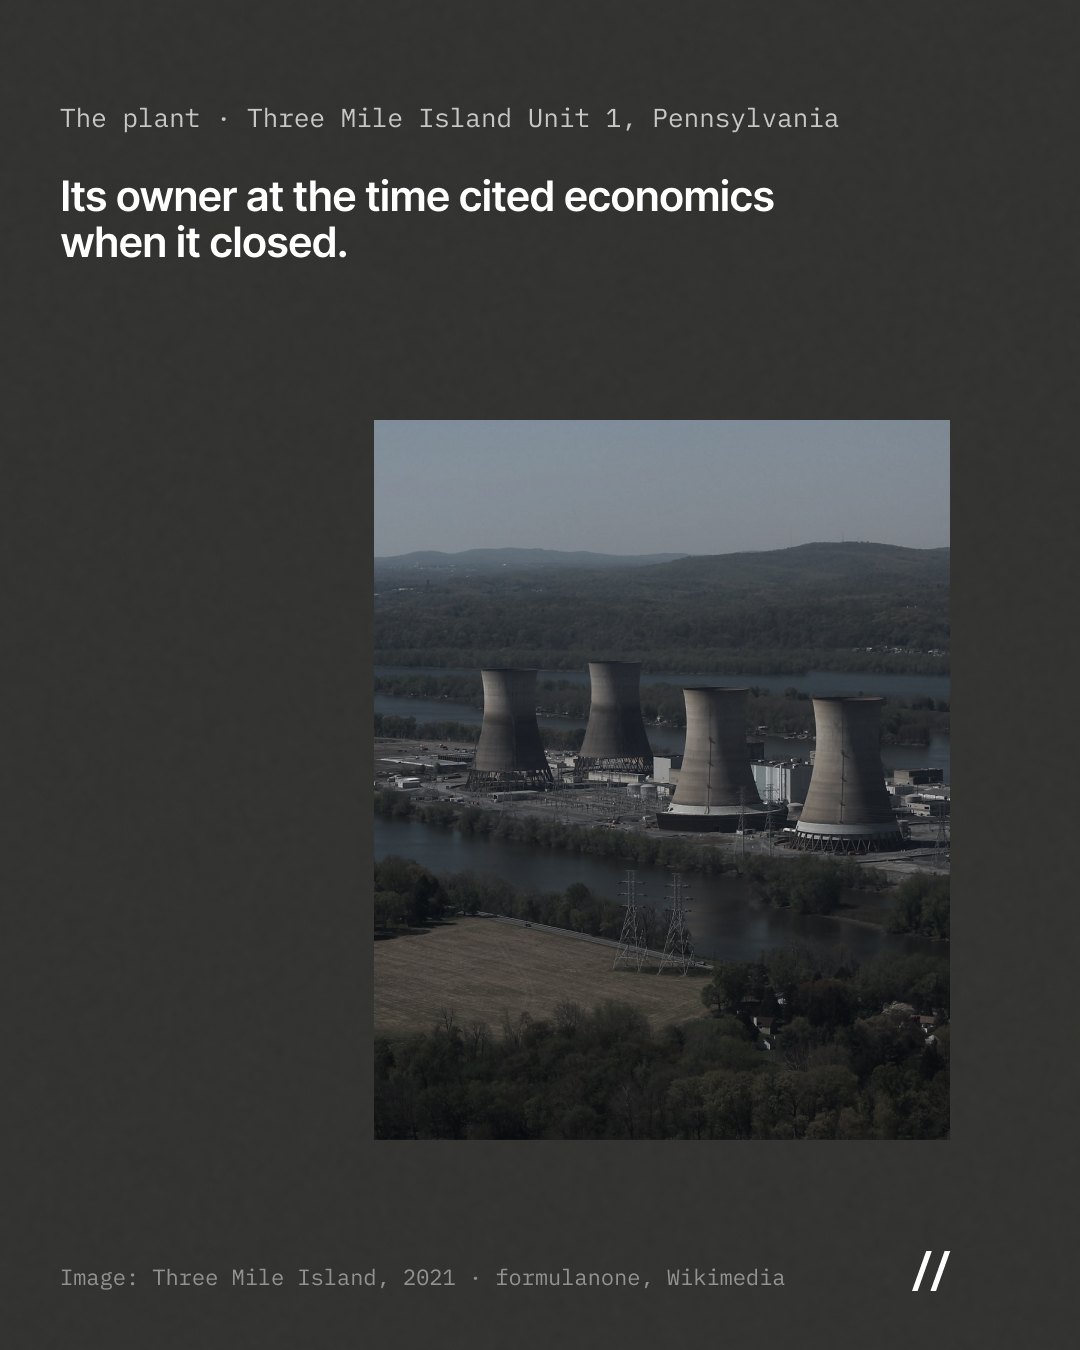 The plant · Three Mile Island Unit 1, Pennsylvania
Its owner at the time cited economics
when it closed.
Image: Three Mile Island, 2021 · formulanone, Wikimedia
//